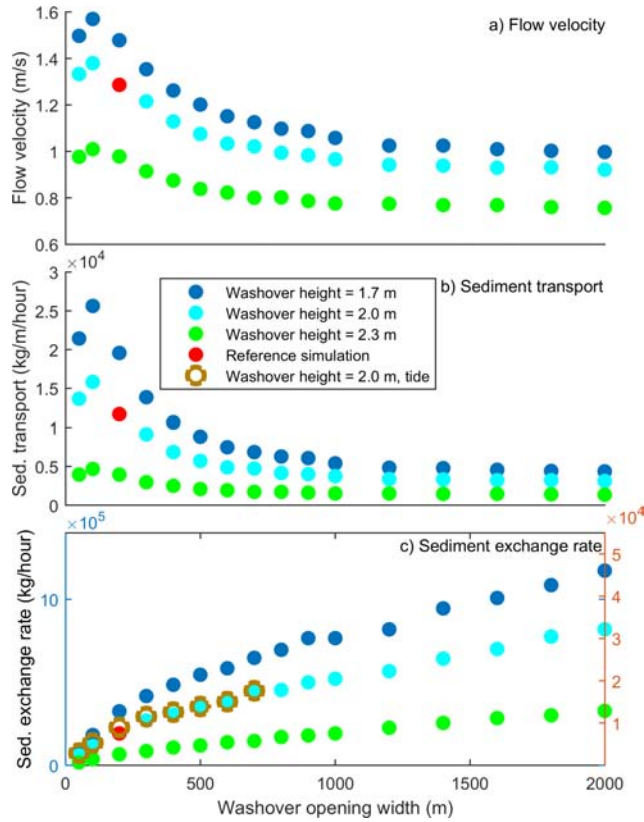 1.6
a) Flow velocity
1.4
1.2
1
0.8
0.6
Flow velocity (m/s)
×10⁴
3
b) Sediment transport
2.5
2
1.5
1
0.5
0
Sed. transport (kg/m/hour)
Washover height = 1.7 m
Washover height = 2.0 m
Washover height = 2.3 m
Reference simulation
Washover height = 2.0 m, tide
×10⁵
×10⁴
c) Sediment exchange rate
10
0
Sed. exchange rate (kg/hour)
5
4
3
2
1
0 500 1000 1500 2000
Washover opening width (m)